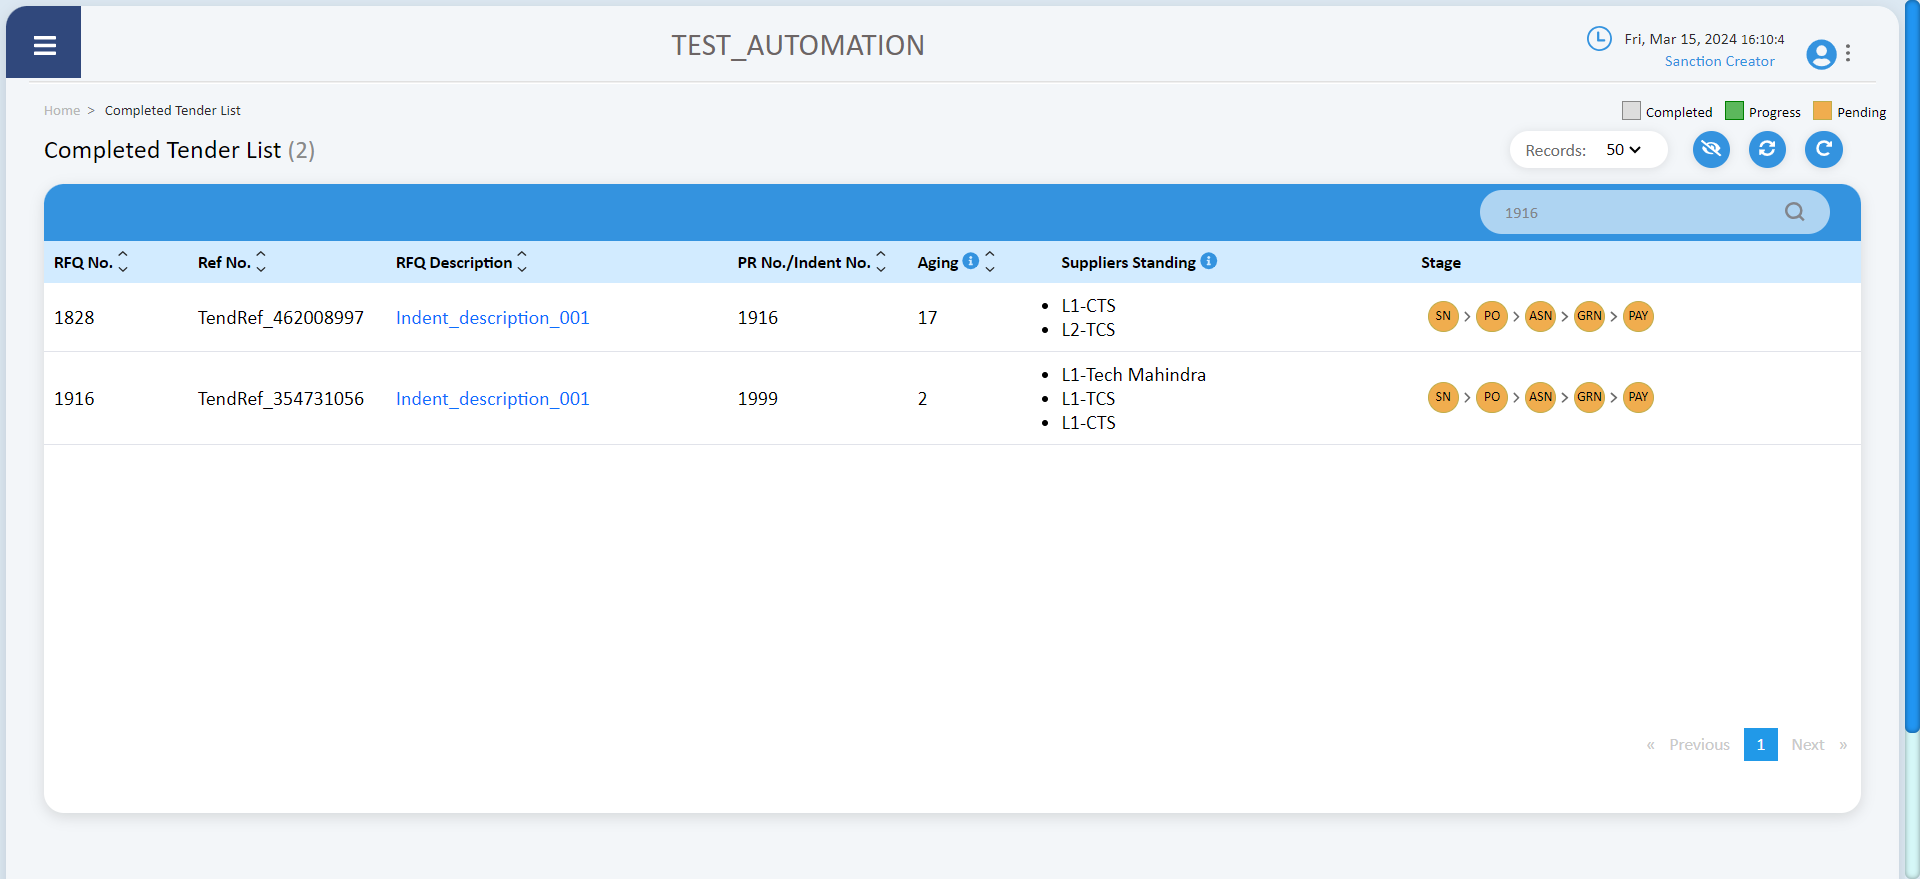 TEST_AUTOMATION
Fri, Mar 15, 2024 16:10:4
Sanction Creator
Home > Completed Tender List
Completed Progress Pending
Completed Tender List (2)
Records: 50
1916
RFQ No. Ref No. RFQ Description PR No./Indent No. Aging Suppliers Standing Stage
1828 TendRef_462008997 Indent_description_001 1916 17
L1-CTS
L2-TCS
SN > PO > ASN > GRN > PAY
1916 TendRef_354731056 Indent_description_001 1999 2
L1-Tech Mahindra
L1-TCS
L1-CTS
SN > PO > ASN > GRN > PAY
« Previous 1 Next »